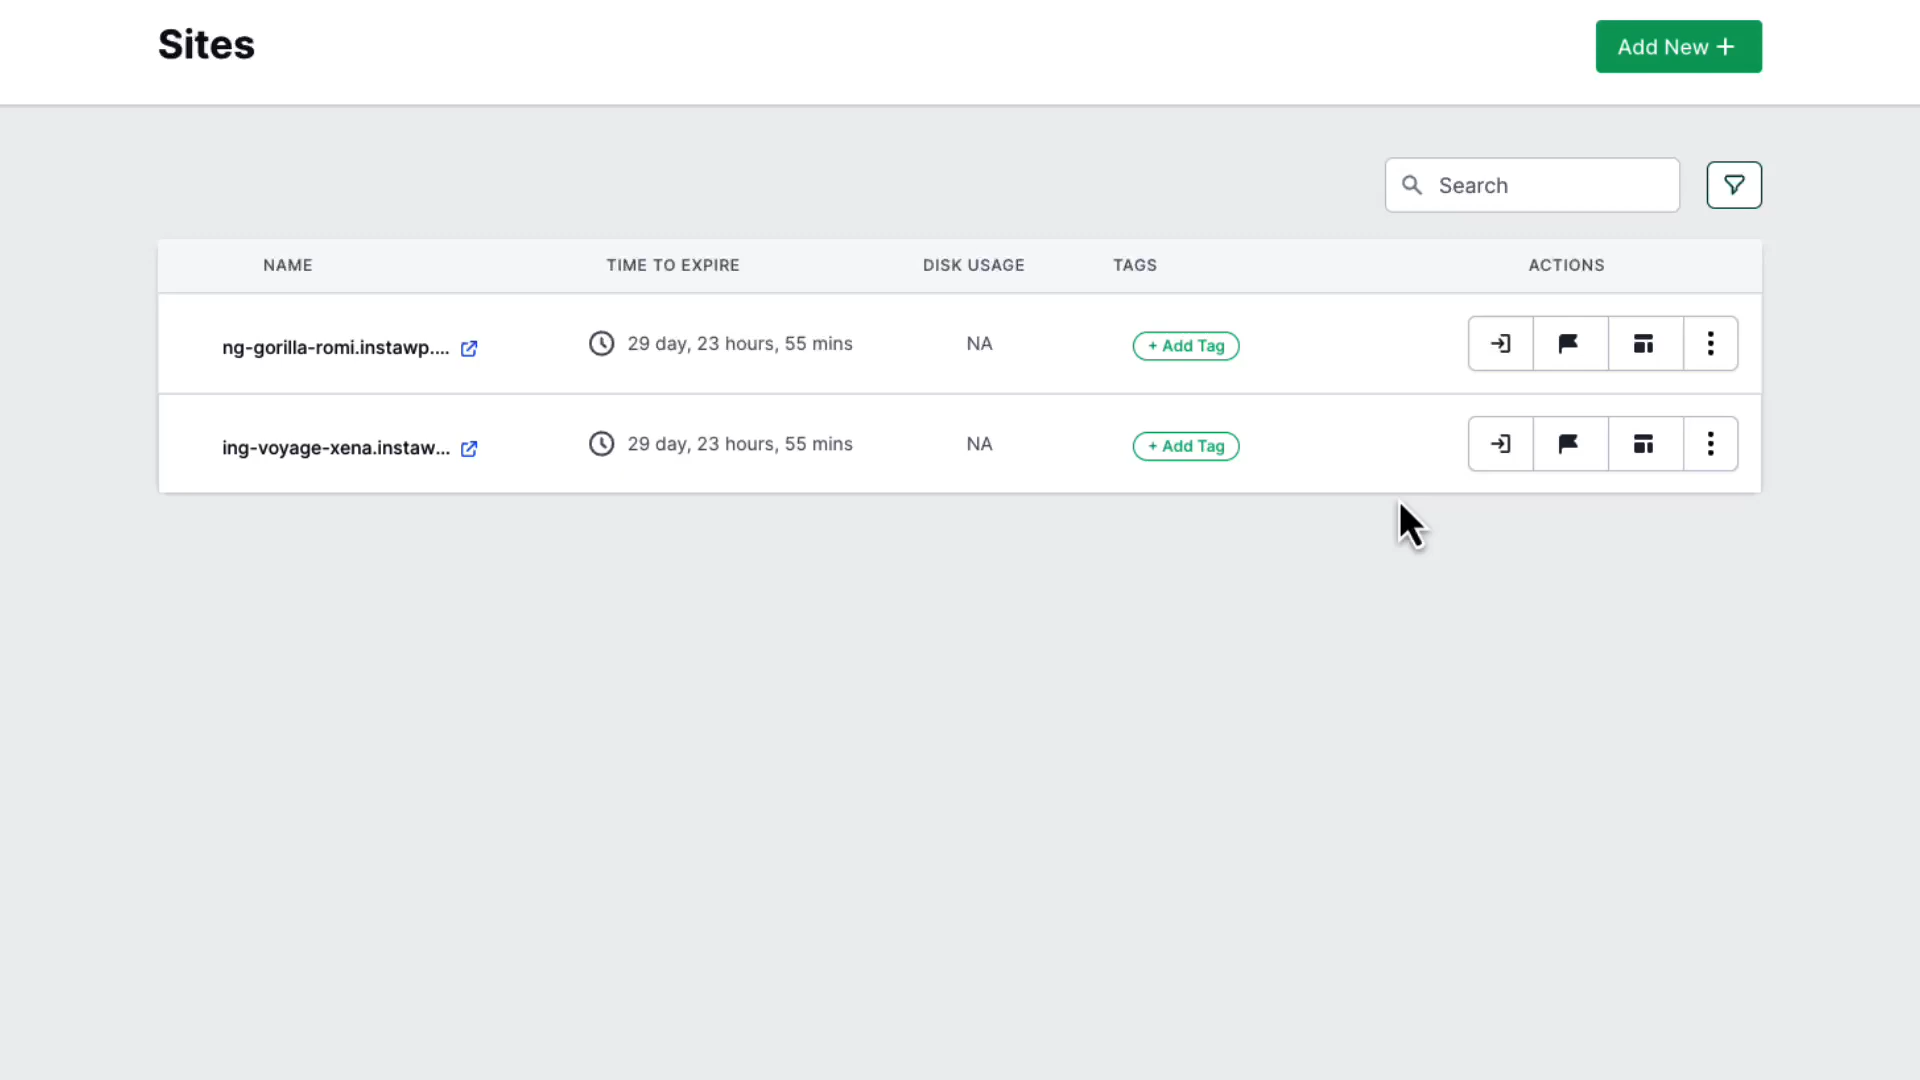 Sites
Add New +
Search
NAME TIME TO EXPIRE DISK USAGE TAGS ACTIONS
ng-gorilla-romi.instawp.... 29 day, 23 hours, 55 mins NA + Add Tag
ing-voyage-xena.instaw... 29 day, 23 hours, 55 mins NA + Add Tag